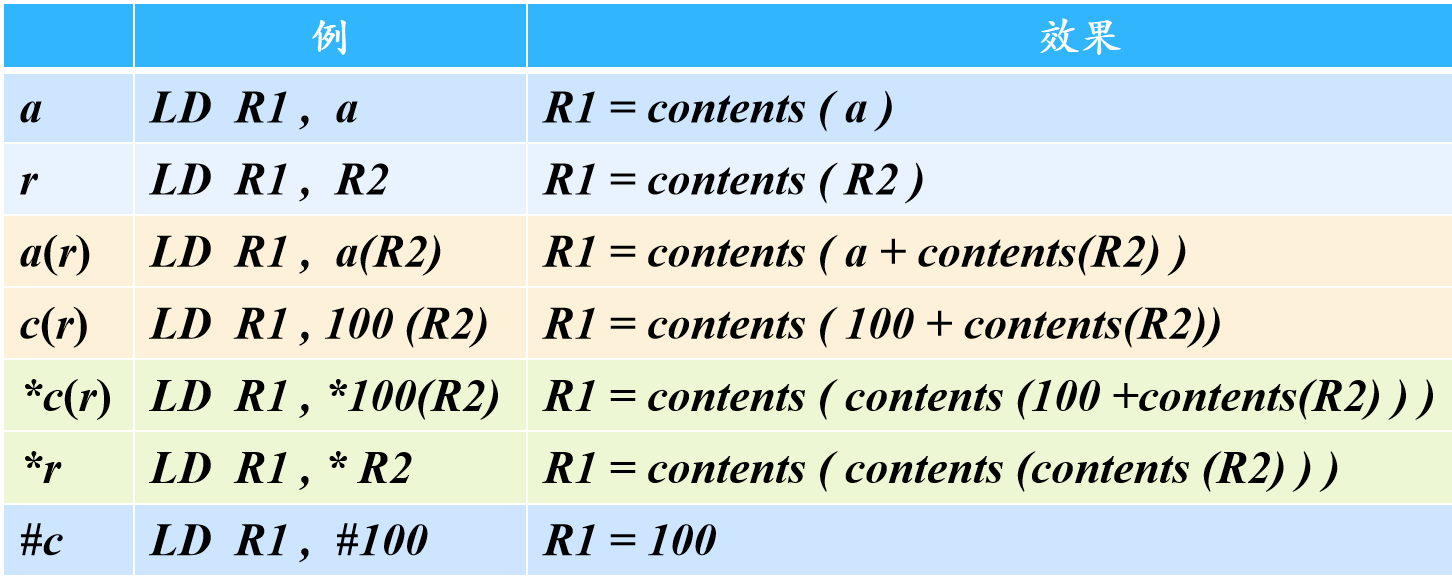 例 效果
a LD R1 , a R1 = contents ( a )
r LD R1 , R2 R1 = contents ( R2 )
a(r) LD R1 , a(R2) R1 = contents ( a + contents(R2) )
c(r) LD R1 , 100 (R2) R1 = contents ( 100 + contents(R2))
*c(r) LD R1 , *100(R2) R1 = contents ( contents (100 +contents(R2) ) )
*r LD R1 , * R2 R1 = contents ( contents (contents (R2) ) )
#c LD R1 , #100 R1 = 100